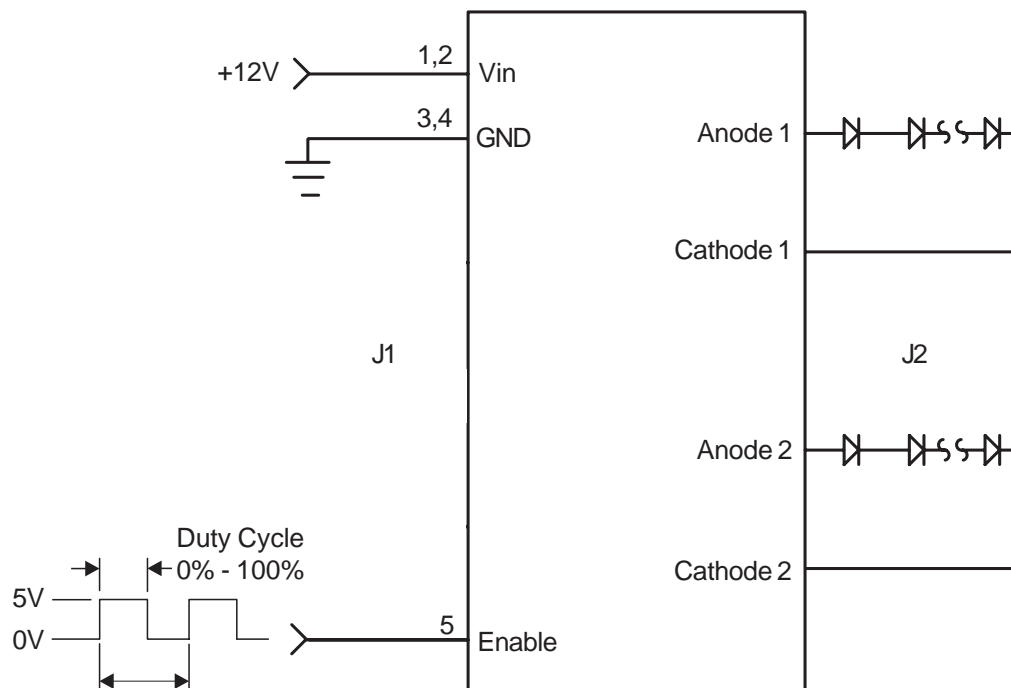 +12V
1,2
Vin
3,4
GND
Anode 1
Cathode 1
J1
J2
Anode 2
Cathode 2
Duty Cycle
0% - 100%
5V
0V
5
Enable